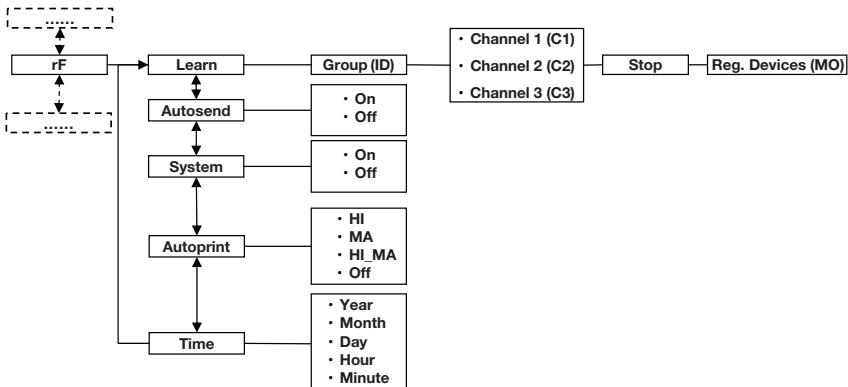 ......
rF
......
Learn
Group (ID)
• Channel 1 (C1)
• Channel 2 (C2)
• Channel 3 (C3)
Stop
Reg. Devices (MO)
Autosend
• On
• Off
System
• On
• Off
Autoprint
• HI
• MA
• HI_MA
• Off
Time
• Year
• Month
• Day
• Hour
• Minute